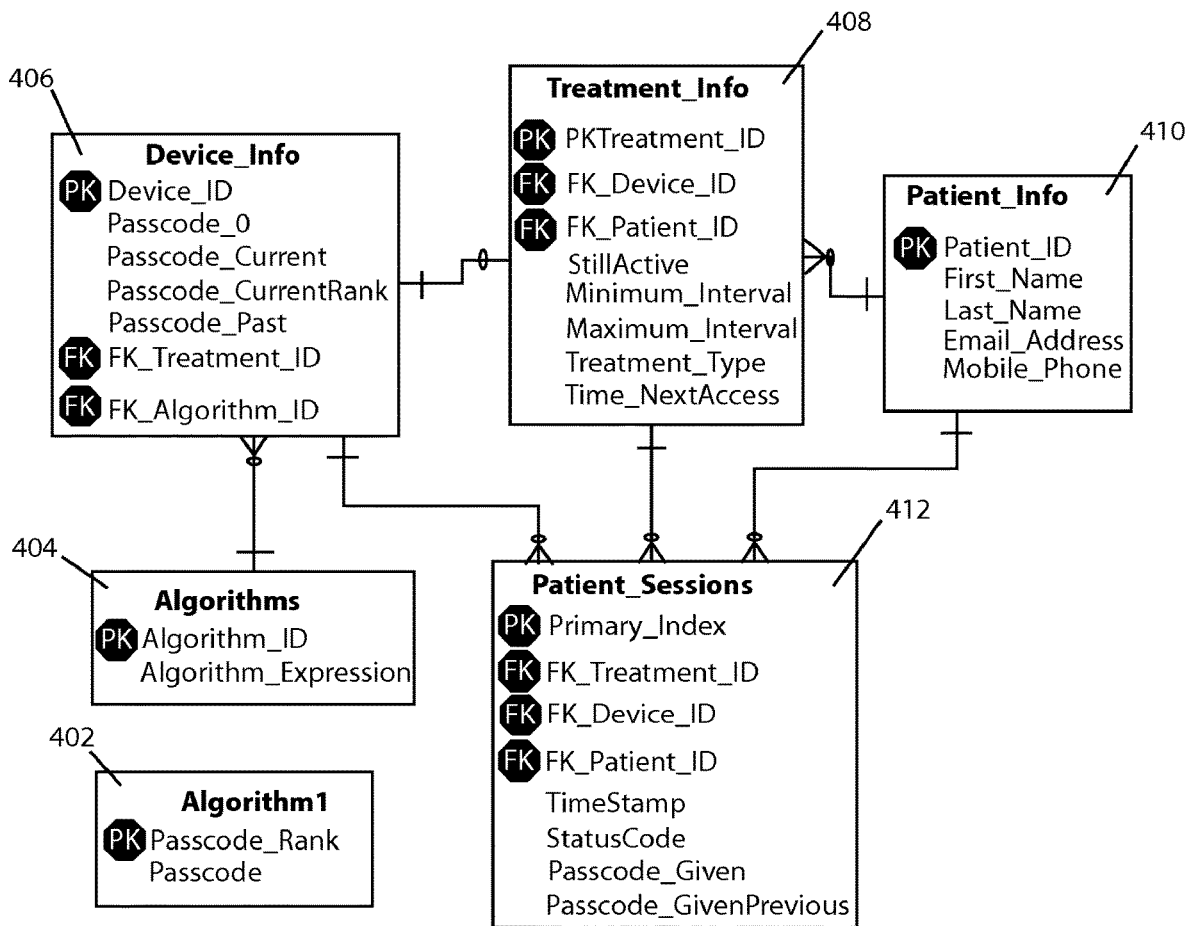 408
406
Treatment_Info
PK PKTreatment_ID
FK FK_Device_ID
FK FK_Patient_ID
StillActive
Minimum_Interval
Maximum_Interval
Treatment_Type
Time_NextAccess
Device_Info
PK Device_ID
Passcode_0
Passcode_Current
Passcode_CurrentRank
Passcode_Past
FK FK_Treatment_ID
FK FK_Algorithm_ID
410
Patient_Info
PK Patient_ID
First_Name
Last_Name
Email_Address
Mobile_Phone
404
Algorithms
PK Algorithm_ID
Algorithm_Expression
412
Patient_Sessions
PK Primary_Index
FK FK_Treatment_ID
FK FK_Device_ID
FK FK_Patient_ID
TimeStamp
StatusCode
Passcode_Given
Passcode_GivenPrevious
402
Algorithm1
PK Passcode_Rank
Passcode